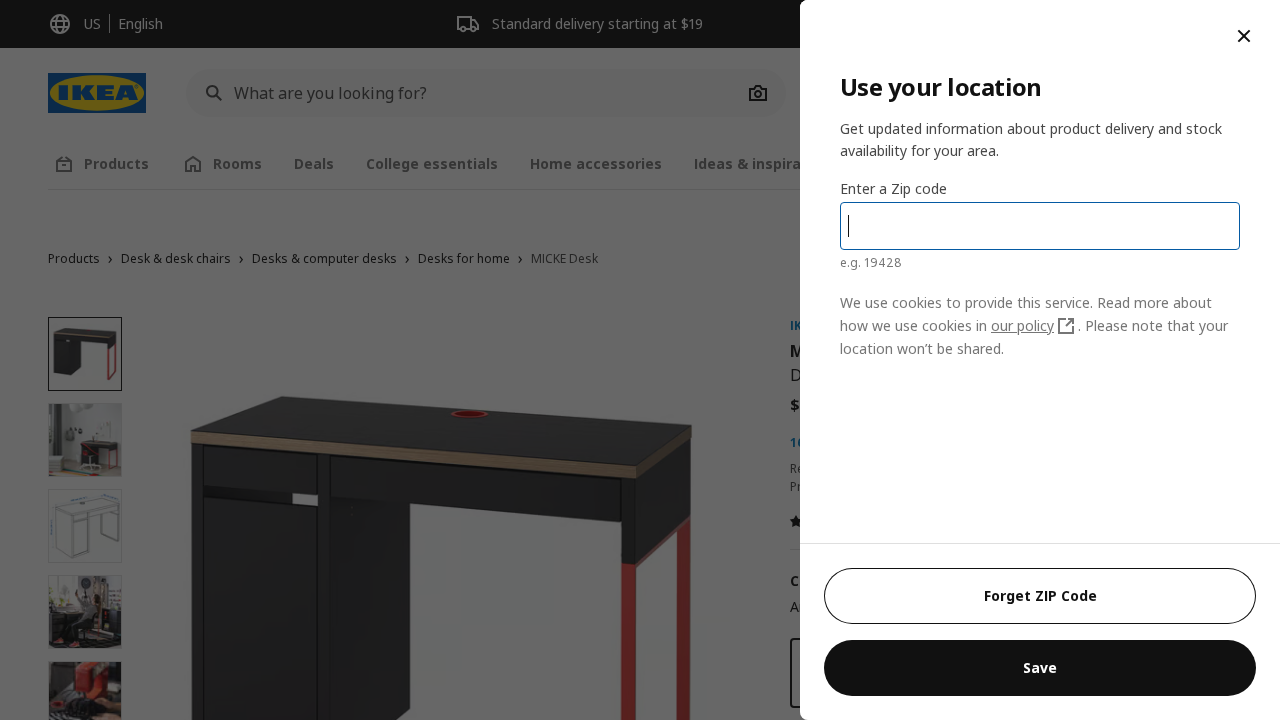 US
English
Standard delivery starting at $19
IKEA
What are you looking for?
Products
Rooms
Deals
College essentials
Home accessories
Ideas & inspira
Products › Desk & desk chairs › Desks & computer desks › Desks for home › MICKE Desk
$
Use your location
Get updated information about product delivery and stock
availability for your area.
Enter a Zip code
e.g. 19428
We use cookies to provide this service. Read more about
how we use cookies in our policy . Please note that your
location won’t be shared.
Forget ZIP Code
Save